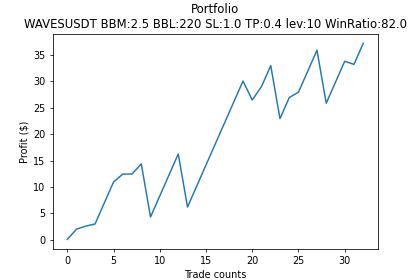 Portfolio
WAVESUSDT BBM:2.5 BBL:220 SL:1.0 TP:0.4 lev:10 WinRatio:82.0
35
30
25
20
15
10
5
0
Profit ($)
0 5 10 15 20 25 30
Trade counts